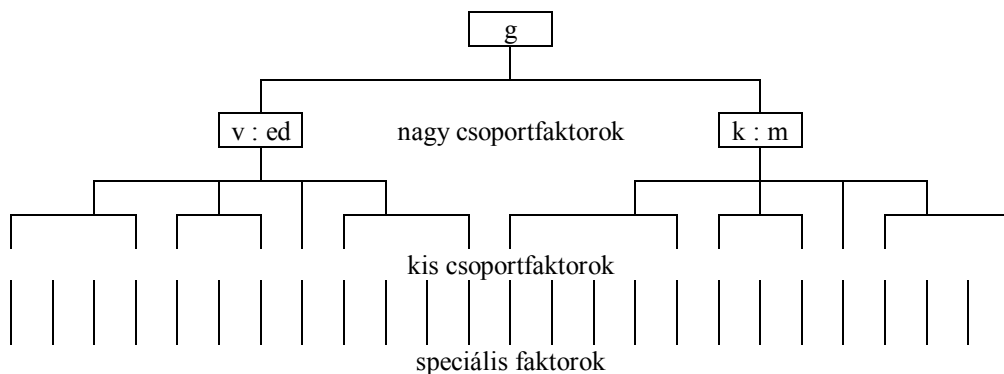 g
v : ed
nagy csoportfaktorok
k : m
kis csoportfaktorok
speciális faktorok